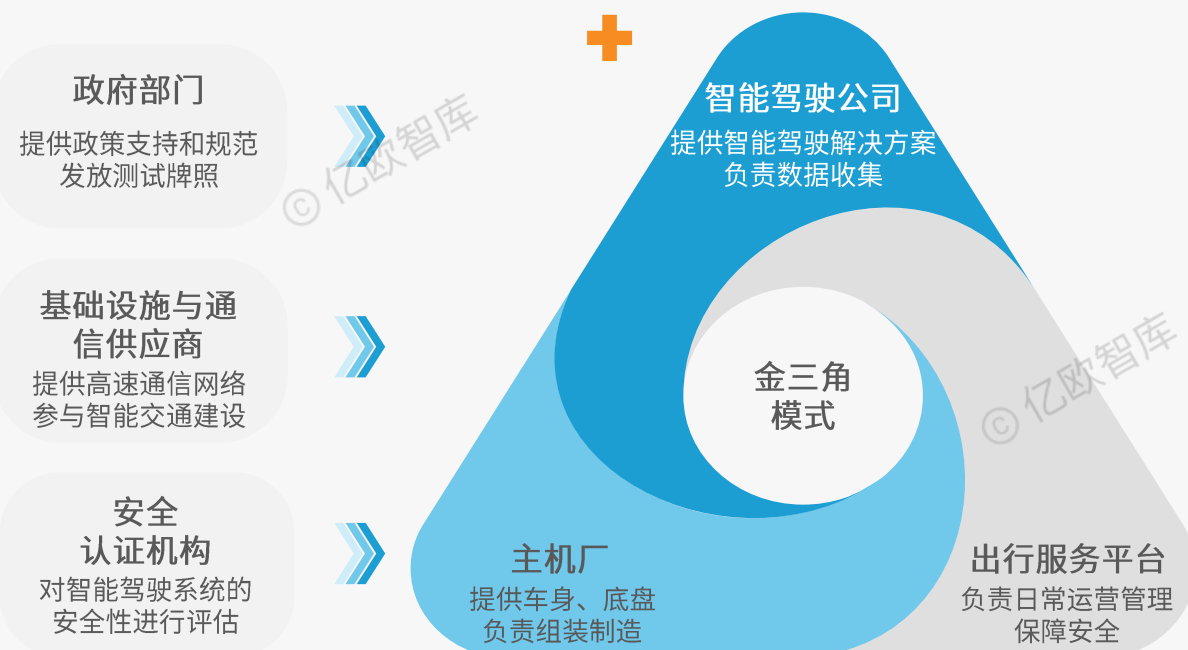 政府部门
提供政策支持和规范
发放测试牌照
基础设施与通
信供应商
提供高速通信网络
参与智能交通建设
安全
认证机构
对智能驾驶系统的
安全性进行评估
智能驾驶公司
提供智能驾驶解决方案
负责数据收集
金三角
模式
主机厂
提供车身、底盘
负责组装制造
出行服务平台
负责日常运营管理
保障安全
© 亿欧智库
© 亿欧智库